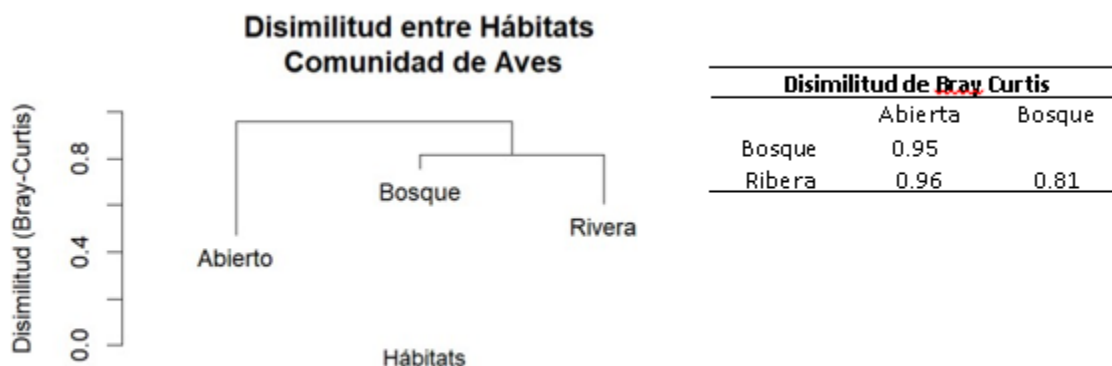 Disimilitud entre Hábitats
Comunidad de Aves
Disimilitud (Bray-Curtis)
0.8
0.4
0.0
Abierto
Bosque
Rivera
Hábitats
Disimilitud de Bray Curtis
Abierta Bosque
Bosque 0.95
Ribera 0.96 0.81